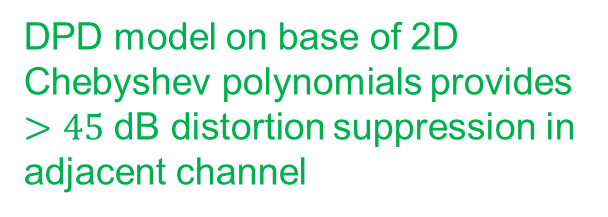 DPD model on base of 2D
Chebyshev polynomials provides
> 45 dB distortion suppression in
adjacent channel